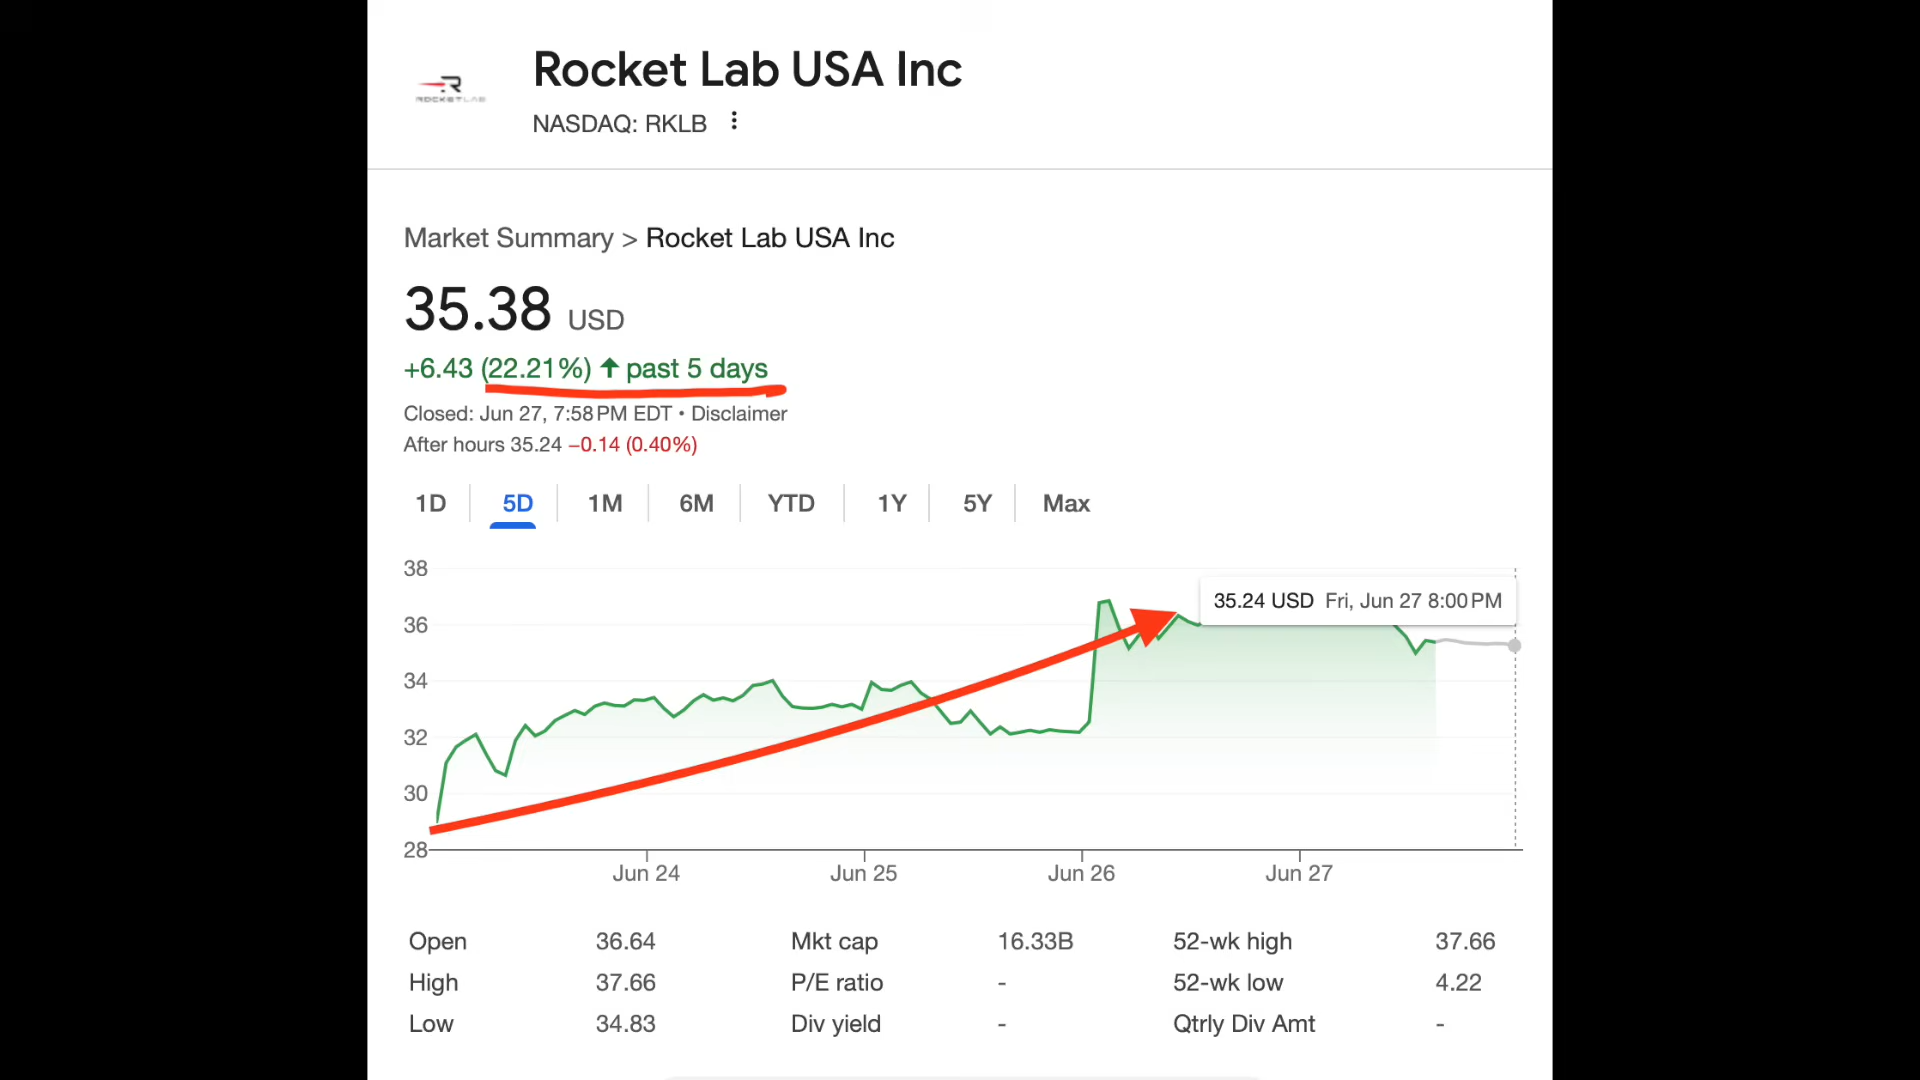 Rocket Lab USA Inc
ROCKETLAB
NASDAQ: RKLB
Market Summary > Rocket Lab USA Inc
35.38 USD
+6.43 (22.21%) ↑ past 5 days
Closed: Jun 27, 7:58 PM EDT • Disclaimer
After hours 35.24 −0.14 (0.40%)
1D 5D 1M 6M YTD 1Y 5Y Max
38
35.24 USD Fri, Jun 27 8:00 PM
36
34
32
30
28
Jun 24 Jun 25 Jun 26 Jun 27
Open 36.64 Mkt cap 16.33B 52-wk high 37.66
High 37.66 P/E ratio - 52-wk low 4.22
Low 34.83 Div yield - Qtrly Div Amt -